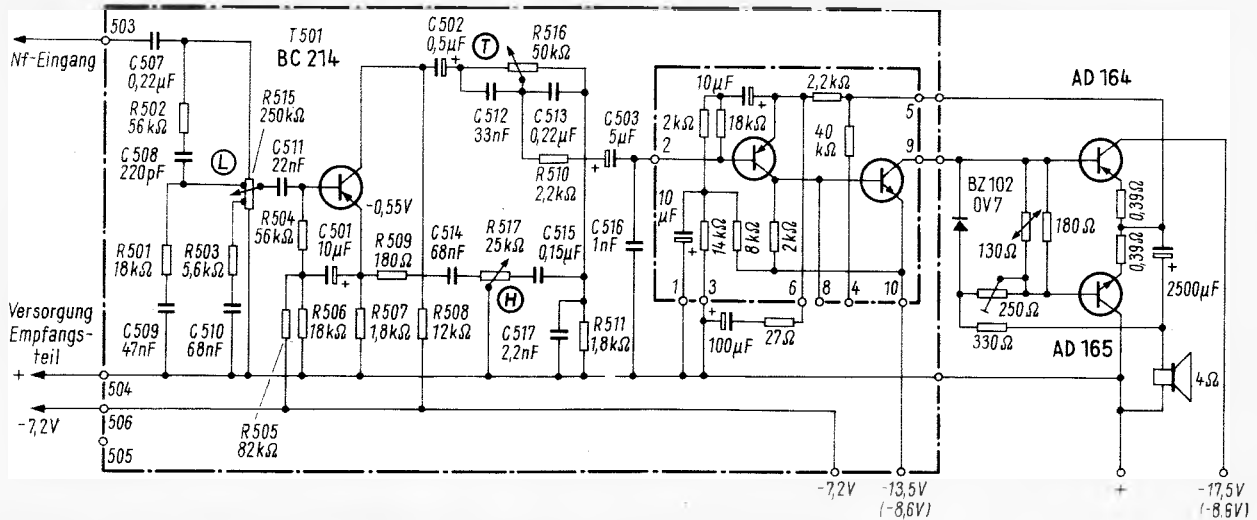 503
Nf-Eingang
C507
0,22µF
R502
56kΩ
C508
220pF
R515
250kΩ
L
C511
22nF
T501
BC 214
-0,55V
R501
18kΩ
R503
5,6kΩ
C509
47nF
C510
68nF
R504
56kΩ
C501
10µF
R509
180Ω
R506
18kΩ
R507
1,8kΩ
R508
12kΩ
R505
82kΩ
C502
0,5µF
+
T
R516
50kΩ
C512
33nF
C513
0,22µF
R510
2,2kΩ
C503
5µF
+
C514
68nF
R517
25kΩ
H
C515
0,15µF
C516
1nF
C517
2,2nF
R511
1,8kΩ
+
2
2kΩ
10µF
+
18kΩ
2,2kΩ
40
kΩ
5
9
10
µF
+
14kΩ
8kΩ
2kΩ
1
3
6
8
4
10
+
100µF
27Ω
AD 164
BZ 102
0V7
130Ω
180Ω
250Ω
330Ω
0,39Ω
0,39Ω
+
2500µF
AD 165
4Ω
Versorgung
Empfangs-
teil
+
504
-7,2V
506
505
-7,2V
-13,5V
(-8,6V)
+
-17,5V
(-8,6V)